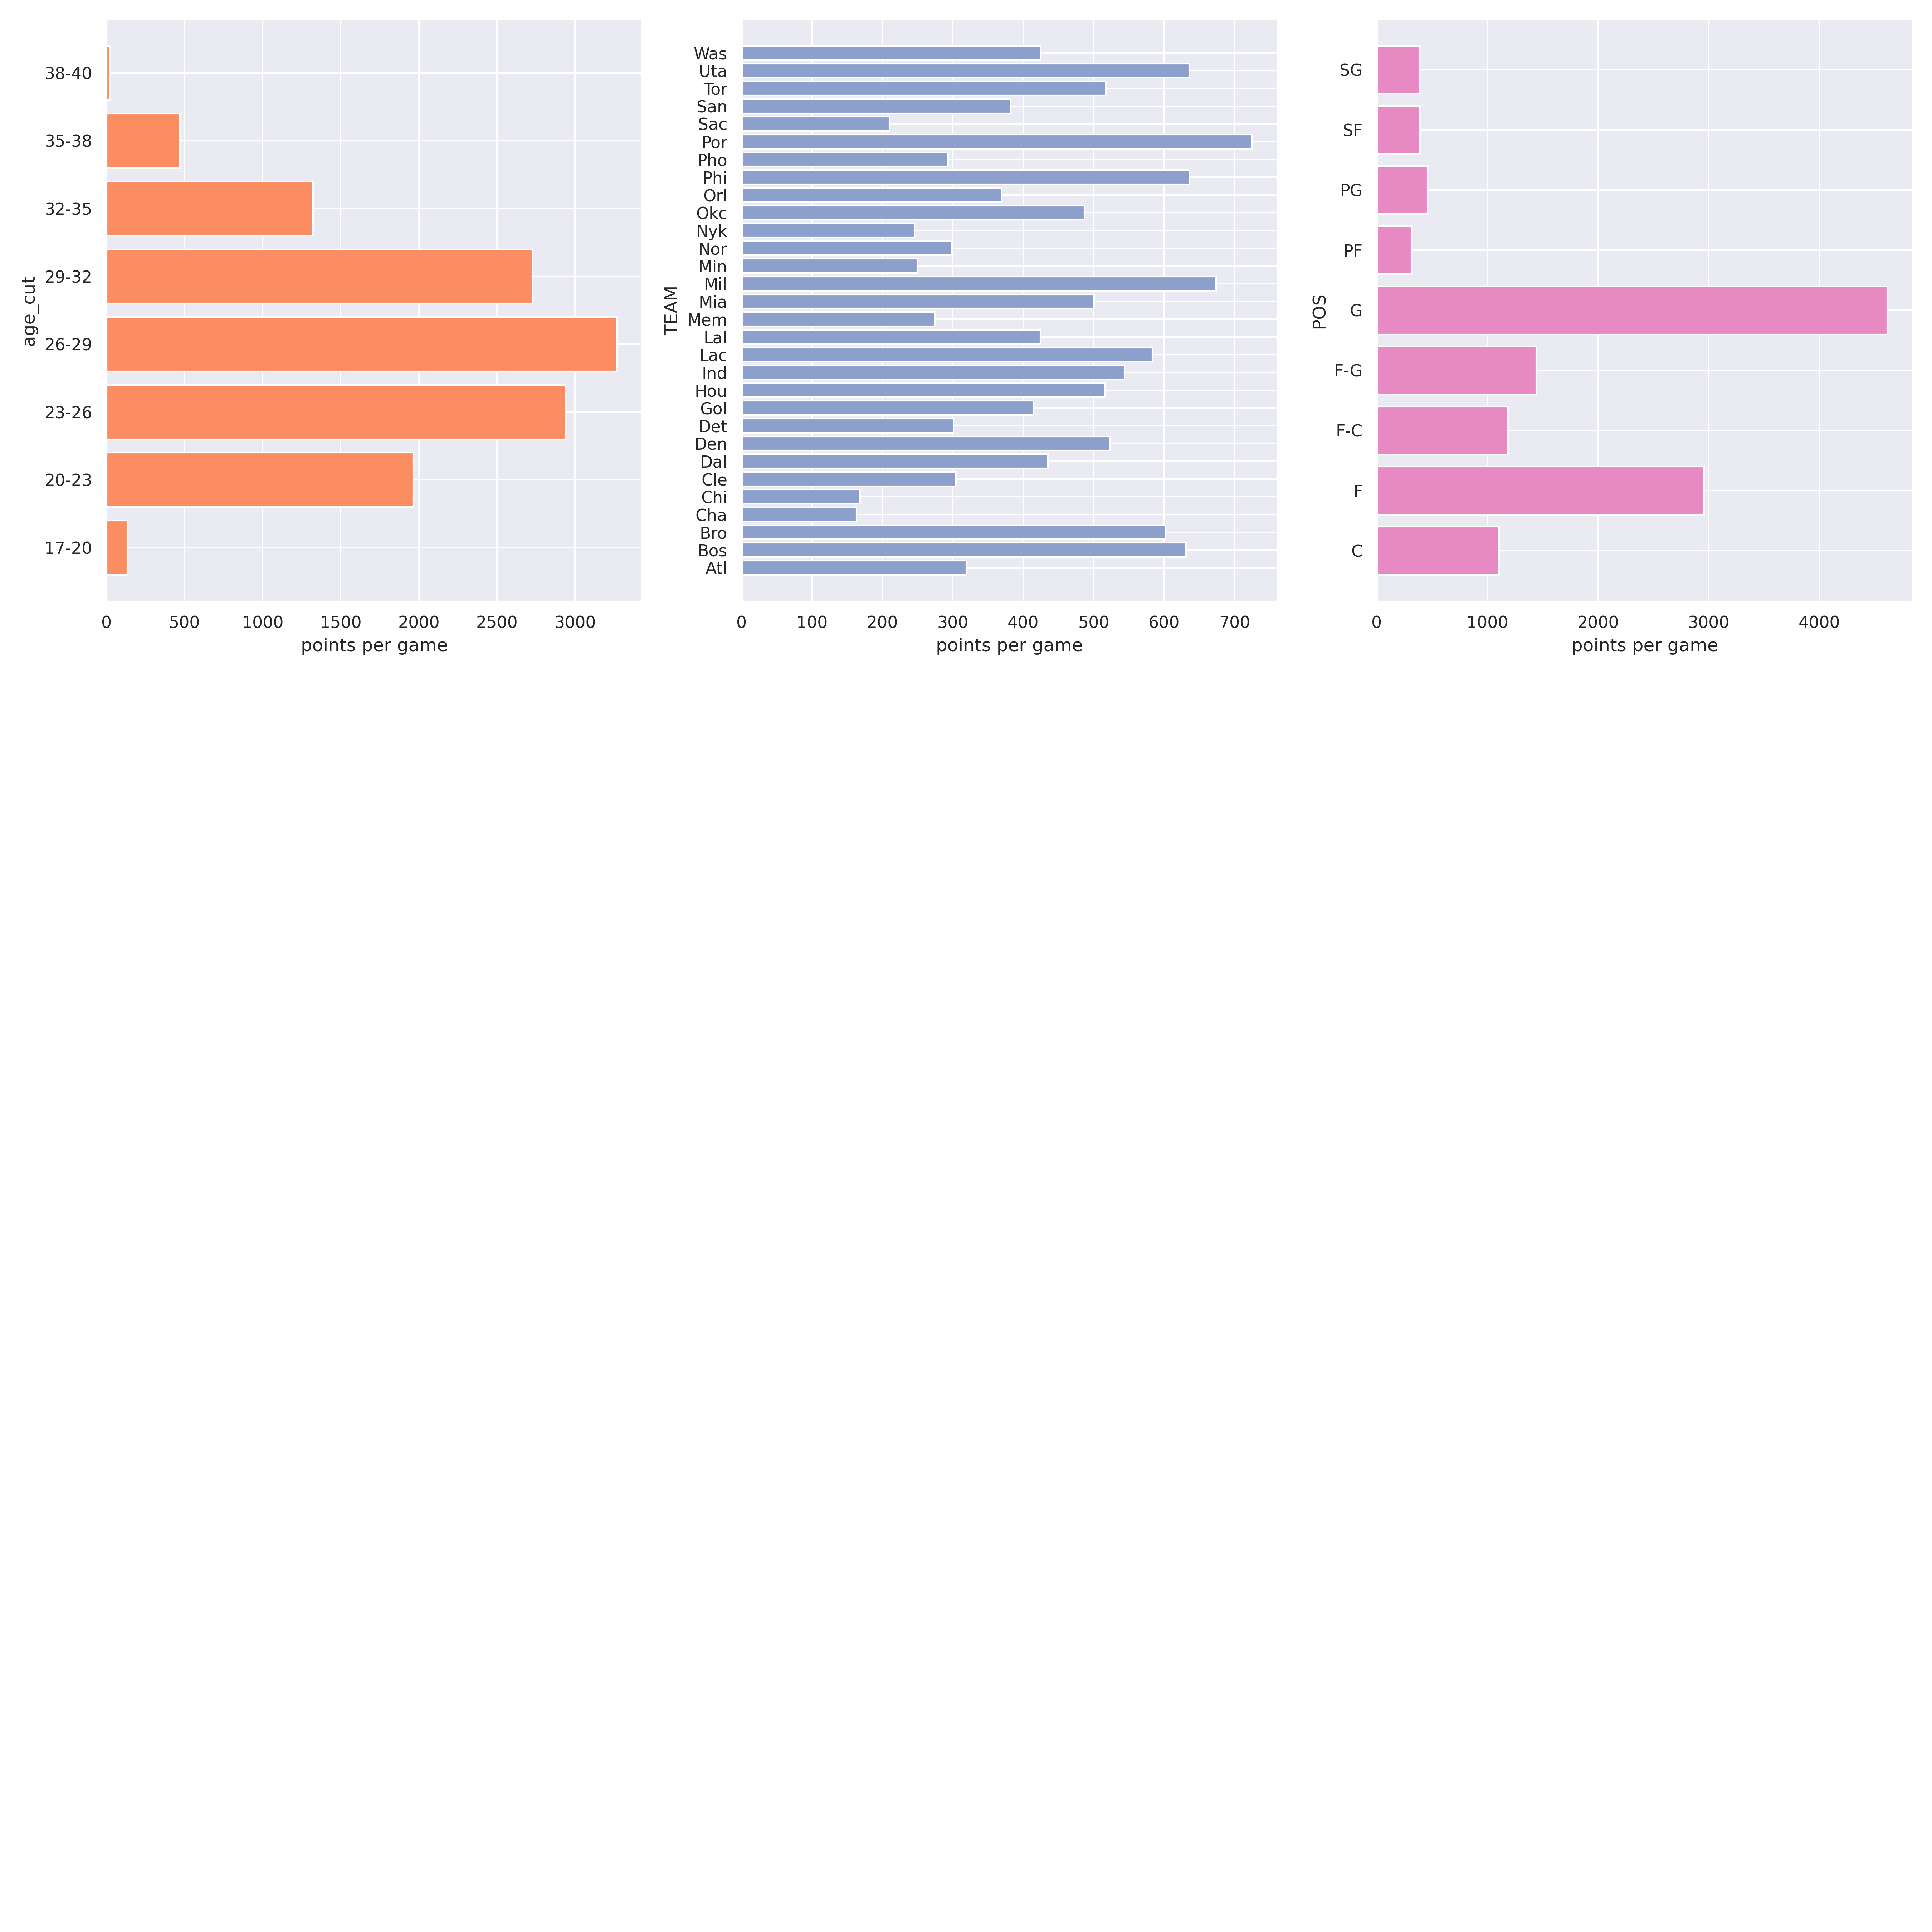 age_cut
38-40
35-38
32-35
29-32
26-29
23-26
20-23
17-20
0 500 1000 1500 2000 2500 3000
points per game
TEAM
Was
Uta
Tor
San
Sac
Por
Pho
Phi
Orl
Okc
Nyk
Nor
Min
Mil
Mia
Mem
Lal
Lac
Ind
Hou
Gol
Det
Den
Dal
Cle
Chi
Cha
Bro
Bos
Atl
0 100 200 300 400 500 600 700
points per game
POS
SG
SF
PG
PF
G
F-G
F-C
F
C
0 1000 2000 3000 4000
points per game